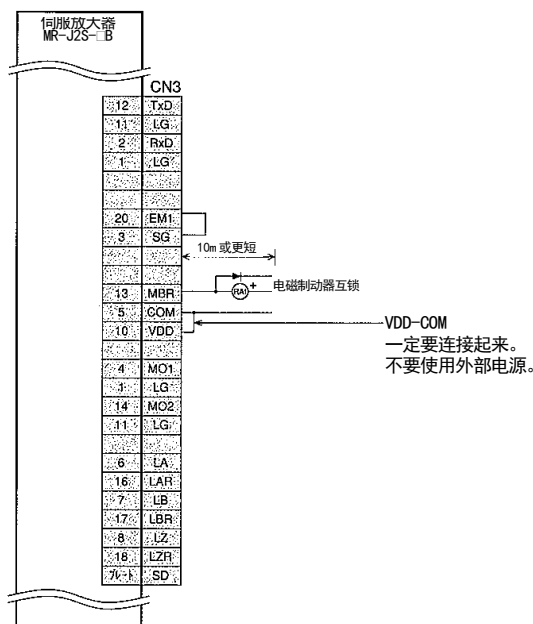 伺服放大器
MR-J2S-□B
CN3
12 TxD
11 LG
2 RxD
1 LG
20 EM1
3 SG
10m 或更短
13 MBR RA1 + 电磁制动器互锁
5 COM
10 VDD
VDD-COM
一定要连接起来。
不要使用外部电源。
4 MO1
1 LG
14 MO2
11 LG
6 LA
16 LAR
7 LB
17 LBR
8 LZ
18 LZR
プレート SD